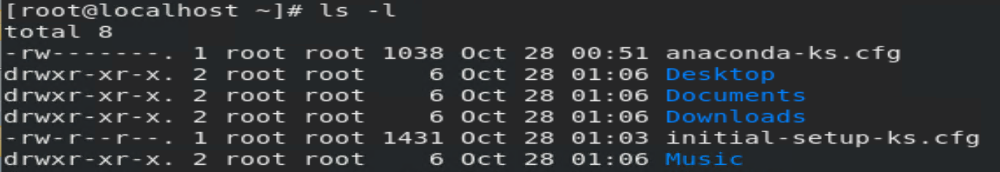 [root@localhost ~]# ls -l
total 8
-rw-------. 1 root root 1038 Oct 28 00:51 anaconda-ks.cfg
drwxr-xr-x. 2 root root    6 Oct 28 01:06 Desktop
drwxr-xr-x. 2 root root    6 Oct 28 01:06 Documents
drwxr-xr-x. 2 root root    6 Oct 28 01:06 Downloads
-rw-r--r--. 1 root root 1431 Oct 28 01:03 initial-setup-ks.cfg
drwxr-xr-x. 2 root root    6 Oct 28 01:06 Music